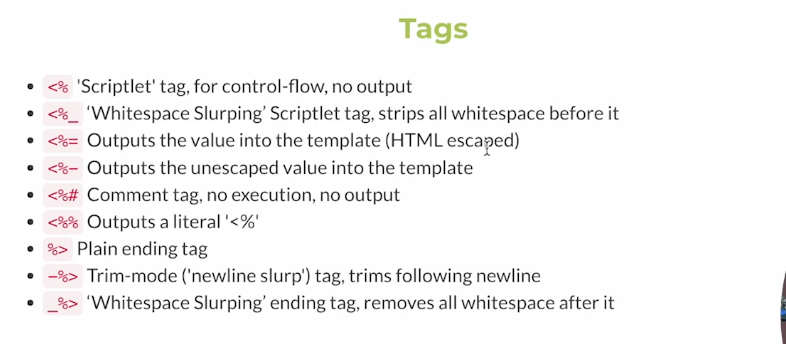 Tags
• <% 'Scriptlet' tag, for control-flow, no output
• <%_ ‘Whitespace Slurping’ Scriptlet tag, strips all whitespace before it
• <%= Outputs the value into the template (HTML escaped)
• <%- Outputs the unescaped value into the template
• <%# Comment tag, no execution, no output
• <%% Outputs a literal '<%'
• %> Plain ending tag
• -%> Trim-mode ('newline slurp') tag, trims following newline
• _%> ‘Whitespace Slurping’ ending tag, removes all whitespace after it